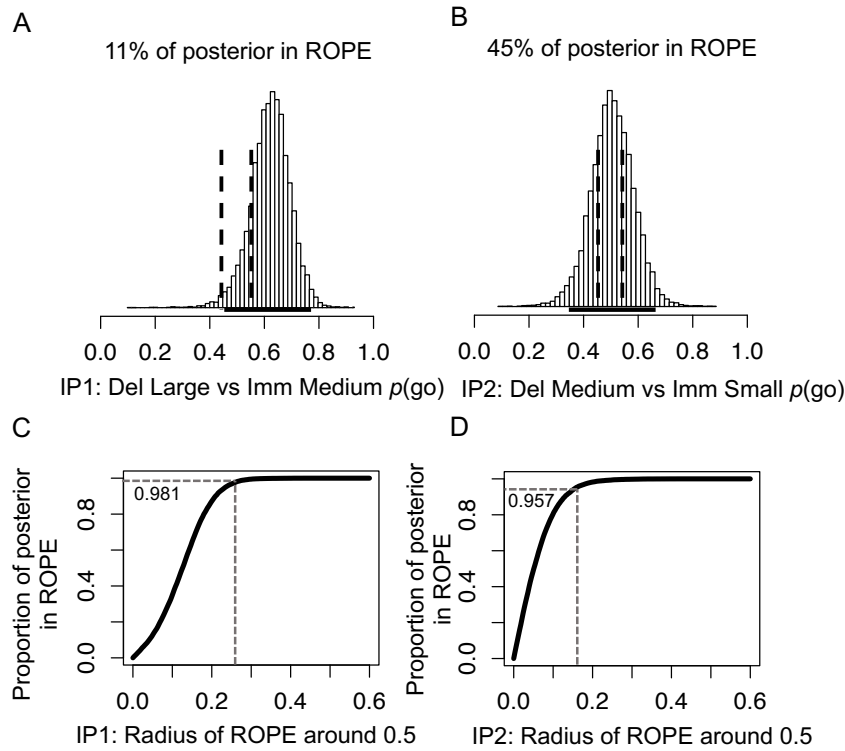 A
11% of posterior in ROPE
0.0 0.2 0.4 0.6 0.8 1.0
IP1: Del Large vs Imm Medium p(go)
B
45% of posterior in ROPE
0.0 0.2 0.4 0.6 0.8 1.0
IP2: Del Medium vs Imm Small p(go)
C
Proportion of posterior
in ROPE
0.8
0.4
0.0
0.981
0.0 0.2 0.4 0.6
IP1: Radius of ROPE around 0.5
D
Proportion of posterior
in ROPE
0.8
0.4
0.0
0.957
0.0 0.2 0.4 0.6
IP2: Radius of ROPE around 0.5